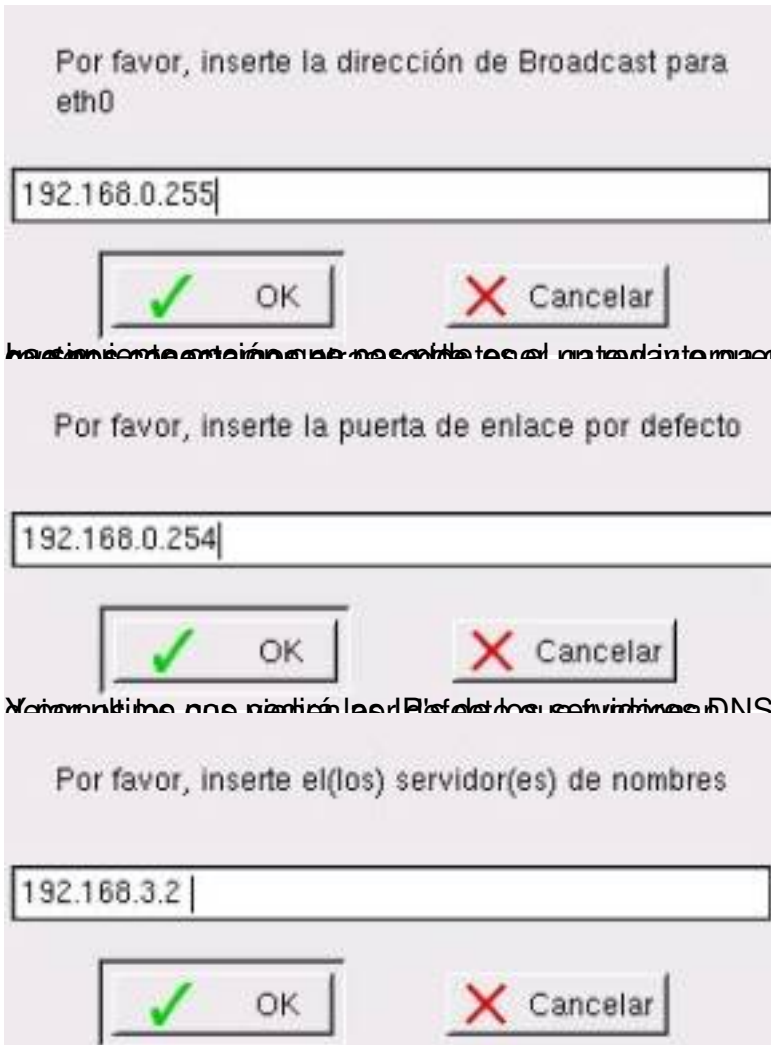 Por favor, inserte la dirección de Broadcast para
eth0
192.168.0.255
OK Cancelar
Por favor, inserte la puerta de enlace por defecto
192.168.0.254
OK Cancelar
DNS
Por favor, inserte el(los) servidor(es) de nombres
192.168.3.2
OK Cancelar